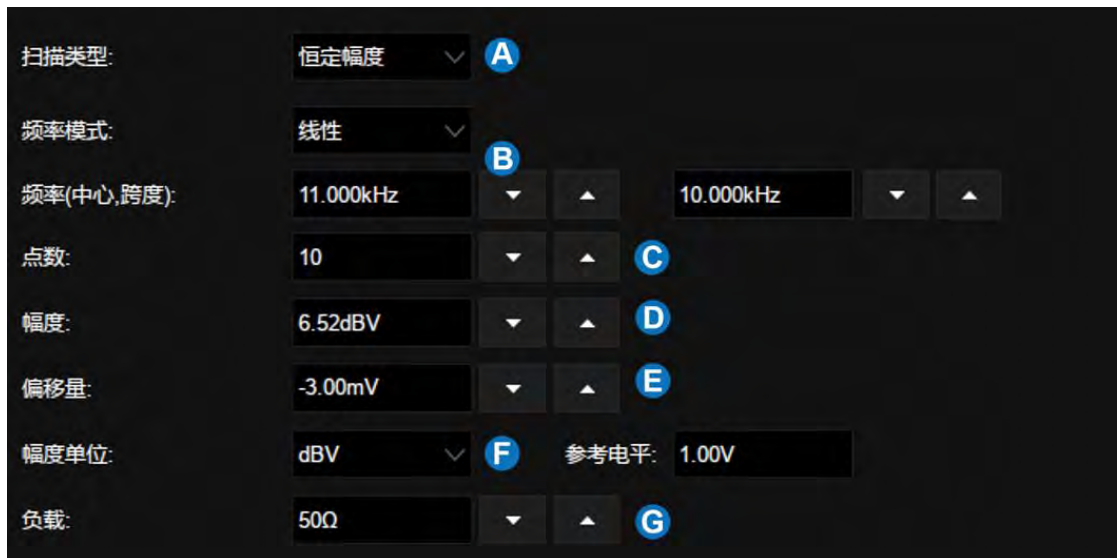 扫描类型: 恒定幅度 A
频率模式: 线性
B
频率(中心,跨度): 11.000kHz 10.000kHz
点数: 10 C
幅度: 6.52dBV D
偏移量: -3.00mV E
幅度单位: dBV F 参考电平: 1.00V
负载: 50Ω G